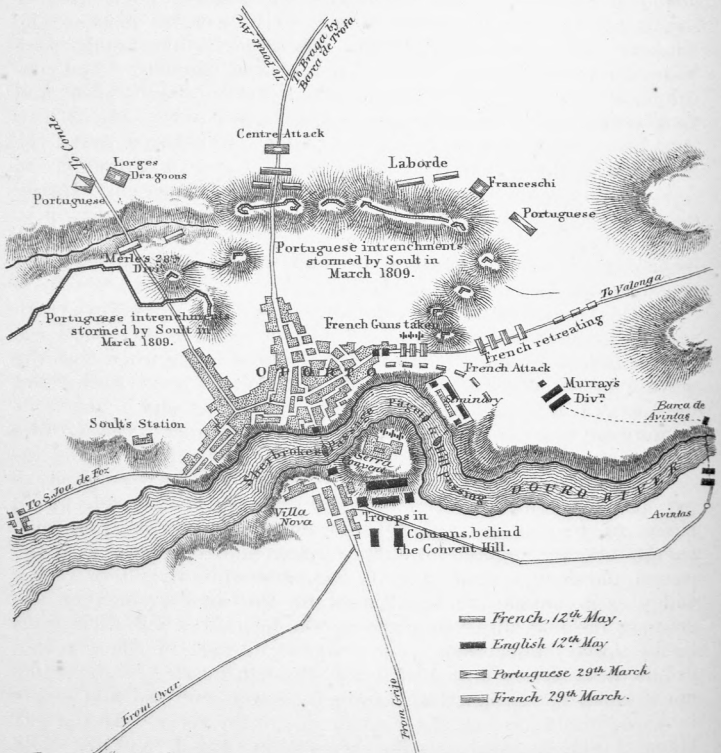 To Ponte Ave
To Braga by
Barca de Trofa
Centre Attack
To Conde
Lorges
Dragoons
Portuguese
Laborde
Franceschi
Portuguese
Merle's 28th
Divn.
Portuguese intrenchments
stormed by Soult in
March 1809.
Portuguese intrenchments
stormed by Soult in
March 1809.
To Valonga
French Guns taken
French retreating
OPORTO
French Attack
Seminary
Murray's
Divn.
Barca de
Avintas
Soult's Station
Sherbroke's Passage
Paget's & Hill passing
Serra
Convent
DOURO RIVER
To S. Joa de Foz
Villa
Nova
Troops in
Columns, behind
the Convent Hill.
Avintas
French, 12th May.
English 12th May
Portuguese 29th March
French 29th March.
From Ovar
From Grijo